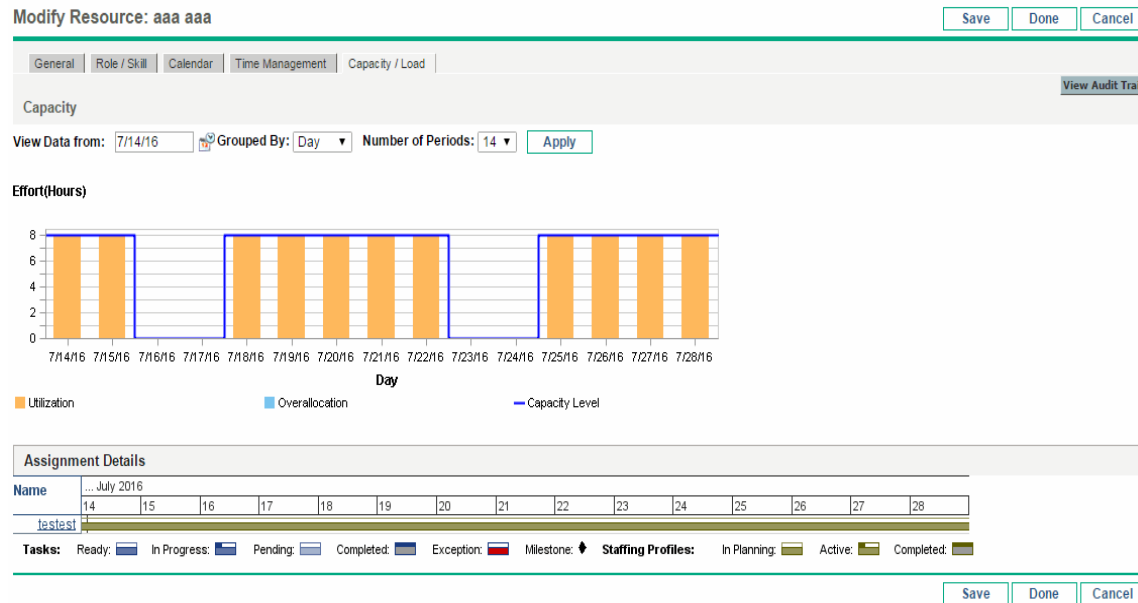 Modify Resource: aaa aaa
Save Done Cancel
General Role / Skill Calendar Time Management Capacity / Load
View Audit Trai
Capacity
View Data from: 7/14/16 Grouped By: Day Number of Periods: 14 Apply
Effort(Hours)
8
6
4
2
0
7/14/16 7/15/16 7/16/16 7/17/16 7/18/16 7/19/16 7/20/16 7/21/16 7/22/16 7/23/16 7/24/16 7/25/16 7/26/16 7/27/16 7/28/16
Day
Utilization Overallocation Capacity Level
Assignment Details
Name ... July 2016
14 15 16 17 18 19 20 21 22 23 24 25 26 27 28
testest
Tasks: Ready: In Progress: Pending: Completed: Exception: Milestone: Staffing Profiles: In Planning: Active: Completed:
Save Done Cancel